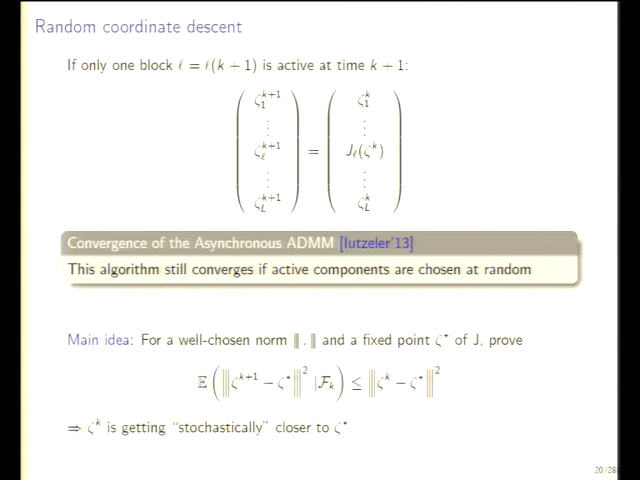 Random coordinate descent
If only one block ℓ = ℓ(k + 1) is active at time k + 1:
( ζ₁^{k+1} ⋮ ζ_ℓ^{k+1} ⋮ ζ_L^{k+1} ) = ( ζ₁^k ⋮ J_ℓ(ζ^k) ⋮ ζ_L^k )
Convergence of the Asynchronous ADMM [Iutzeler'13]
This algorithm still converges if active components are chosen at random
Main idea: For a well-chosen norm ⦀ . ⦀ and a fixed point ζ* of J, prove
𝔼 ( ⦀ζ^{k+1} − ζ*⦀² |ℱ_k ) ≤ ⦀ζ^k − ζ*⦀²
⇒ ζ^k is getting "stochastically" closer to ζ*
20/28